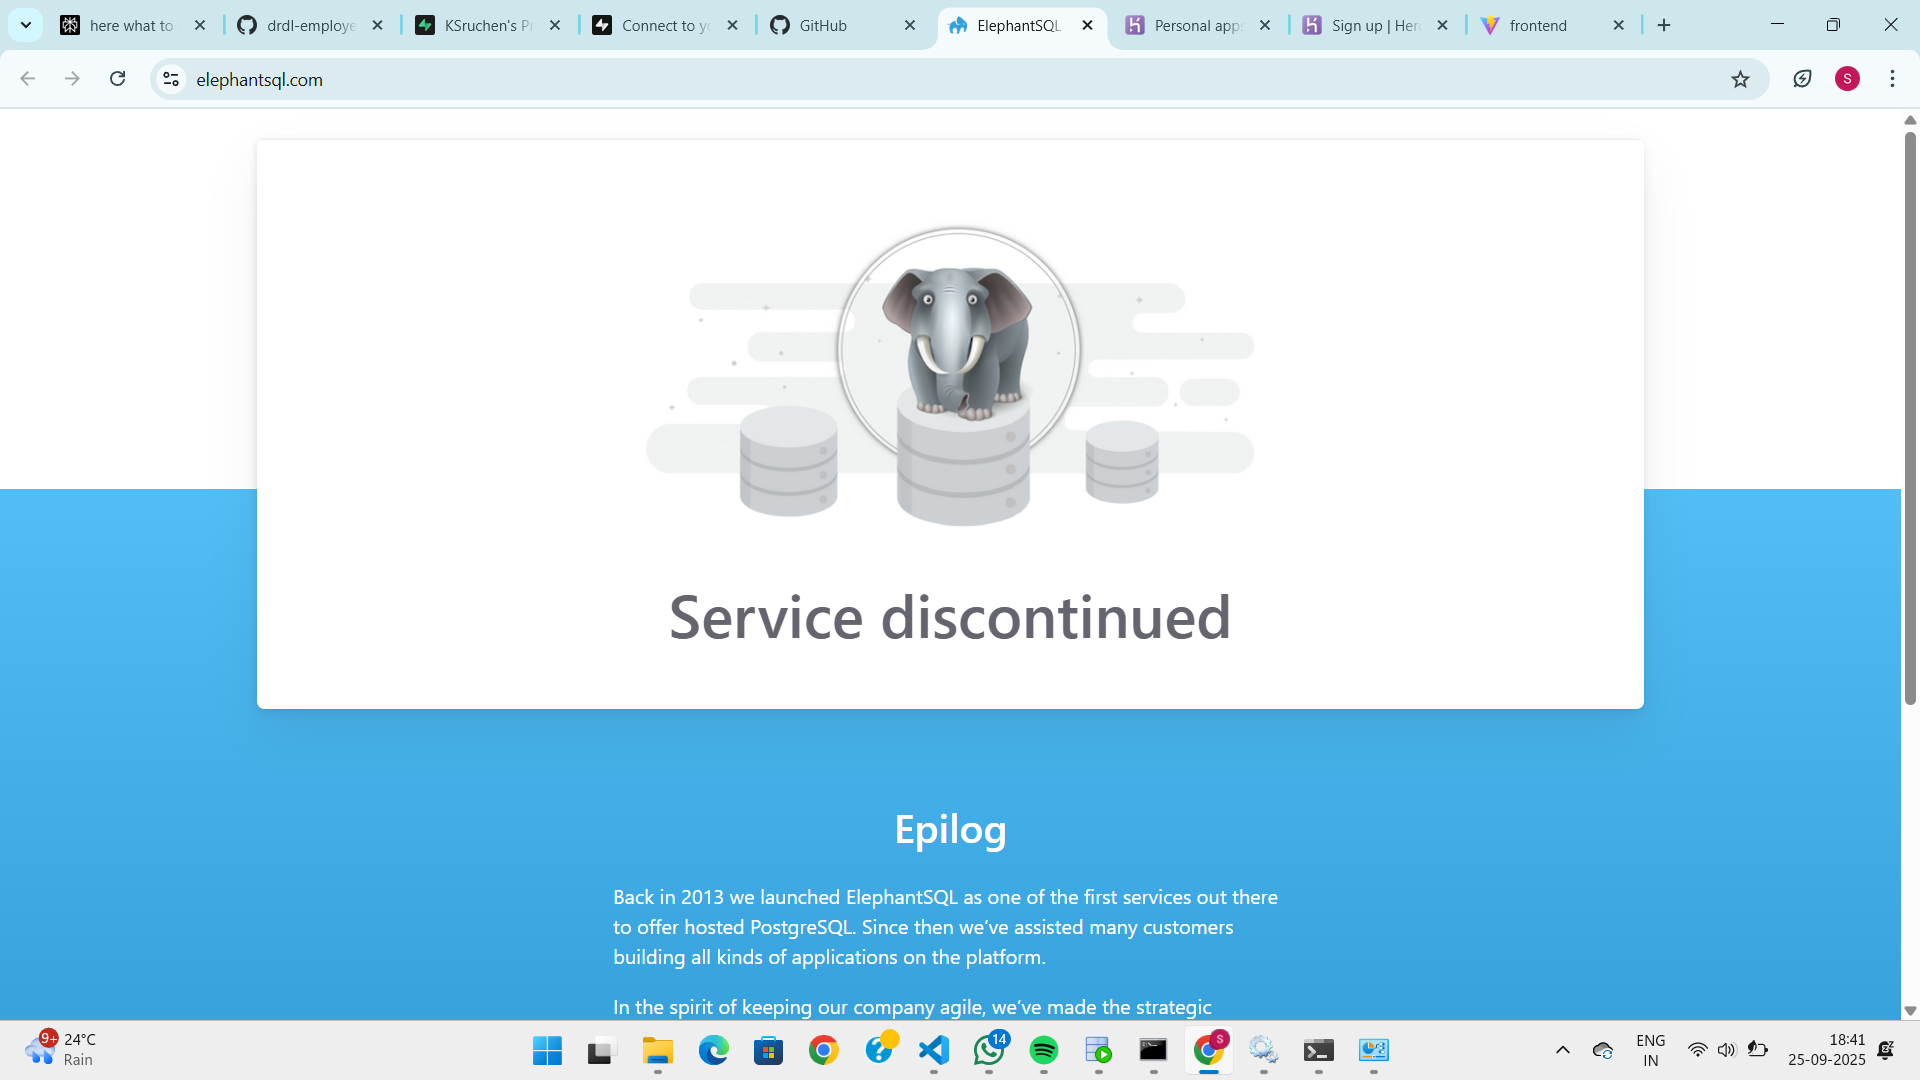 here what to
drdl-employe
KSruchen's Pr
Connect to yo
GitHub
ElephantSQL
Personal apps
Sign up | Her
frontend
elephantsql.com
S
Service discontinued
Epilog
Back in 2013 we launched ElephantSQL as one of the first services out there
to offer hosted PostgreSQL. Since then we’ve assisted many customers
building all kinds of applications on the platform.
In the spirit of keeping our company agile, we’ve made the strategic
9+
24°C
Rain
14
S
ENG
IN
18:41
25-09-2025